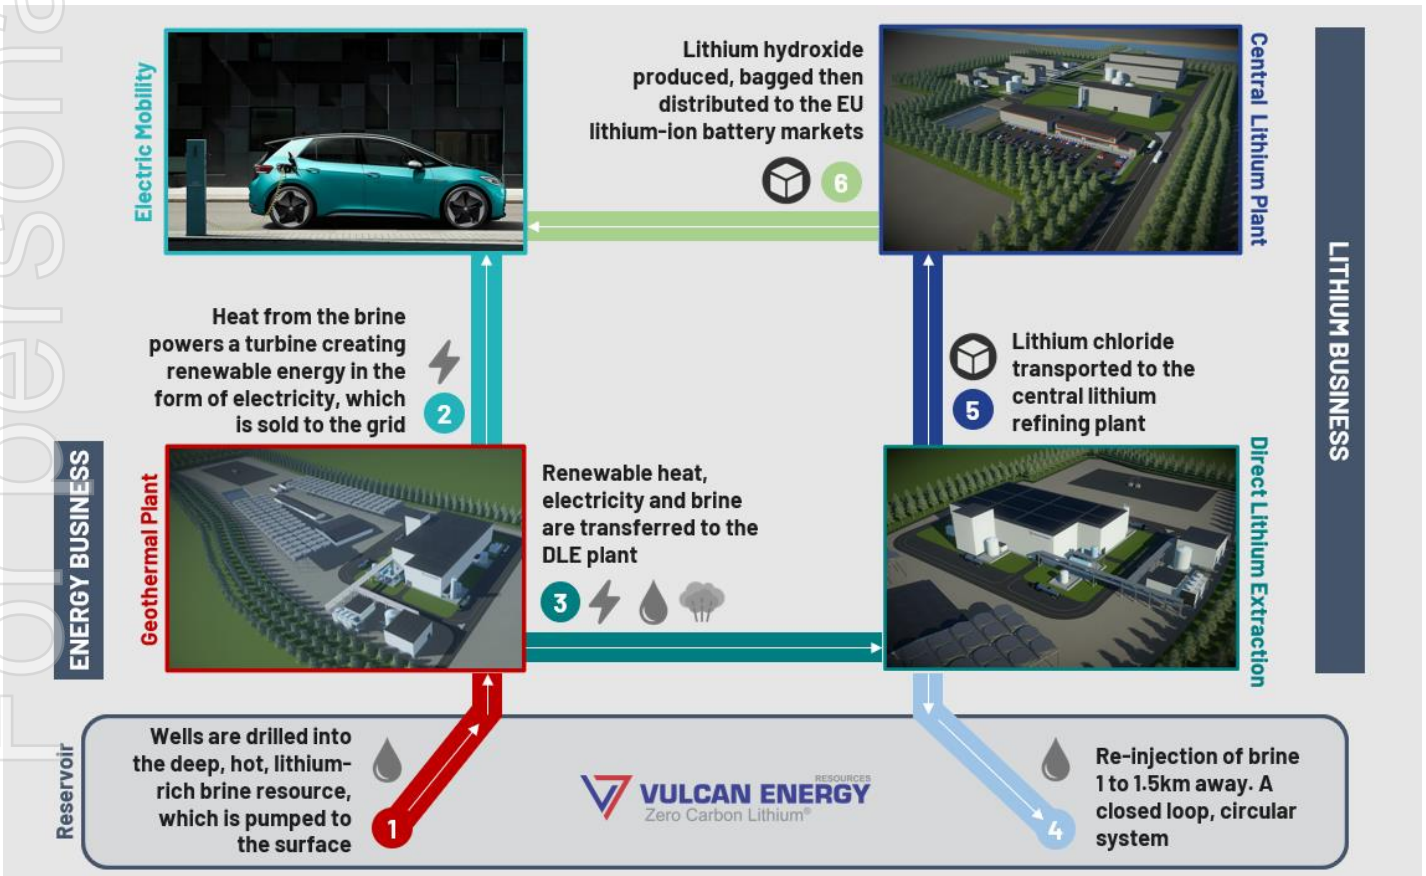 For persona
Electric Mobility
Lithium hydroxide
produced, bagged then
distributed to the EU
lithium-ion battery markets
6
Central Lithium Plant
LITHIUM BUSINESS
Heat from the brine
powers a turbine creating
renewable energy in the
form of electricity, which
is sold to the grid
2
Lithium chloride
transported to the
central lithium
refining plant
5
ENERGY BUSINESS
Geothermal Plant
Renewable heat,
electricity and brine
are transferred to the
DLE plant
3
Direct Lithium Extraction
Reservoir
Wells are drilled into
the deep, hot, lithium-
rich brine resource,
which is pumped to
the surface
1
VULCAN ENERGY
RESOURCES
Zero Carbon Lithium®
4
Re-injection of brine
1 to 1.5km away. A
closed loop, circular
system